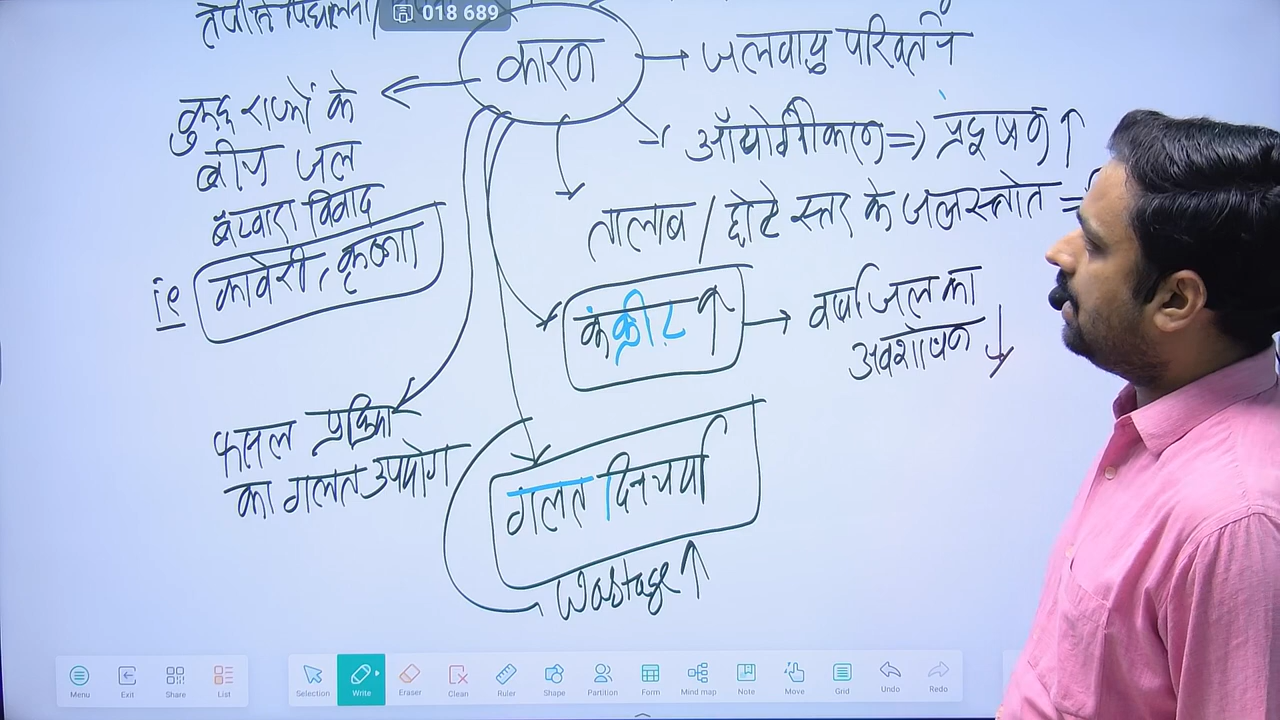 018 689
कारण → जलवायु परिवर्तन
कुछ राज्यों के
बीच जल
बँटवारा विवाद
ie कावेरी, कृष्णा
औद्योगीकरण => प्रदूषण ↑
तालाब / छोटे स्तर के जलस्त्रोत =
कंक्रीट ↑ → वर्षाजल का
अवशोषण ↓
फसल प्रक्रिया
का गलत उपयोग
गलत दिनचर्या
Wastage ↑
Menu Exit Share List Selection Write Eraser Clean Ruler Shape Partition Form Mind map Note Move Grid Undo Redo